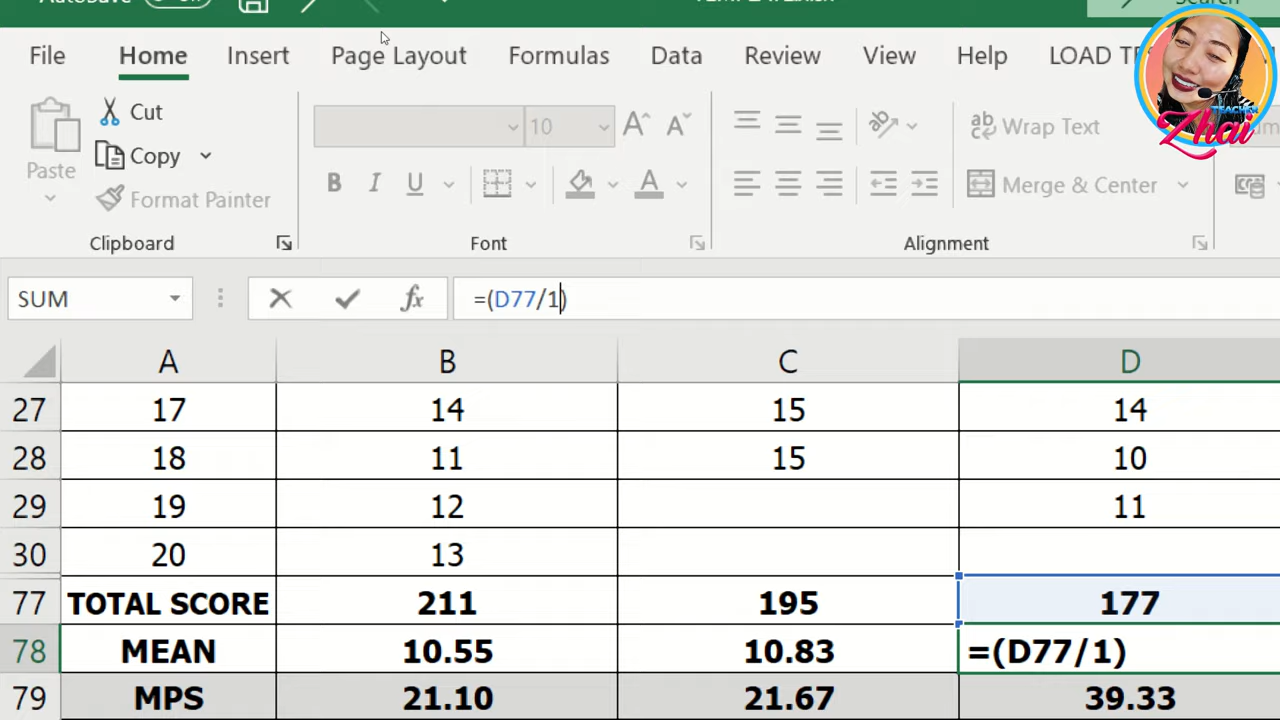 File Home Insert Page Layout Formulas Data Review View Help LOAD
Cut
Copy
Paste
Format Painter
10
B I U
Wrap Text
Merge & Center
Clipboard Font Alignment
TEACHER
Zhai
SUM fx =(D77/1)
A B C D
27 17 14 15 14
28 18 11 15 10
29 19 12 11
30 20 13
77 TOTAL SCORE 211 195 177
78 MEAN 10.55 10.83 =(D77/1)
79 MPS 21.10 21.67 39.33